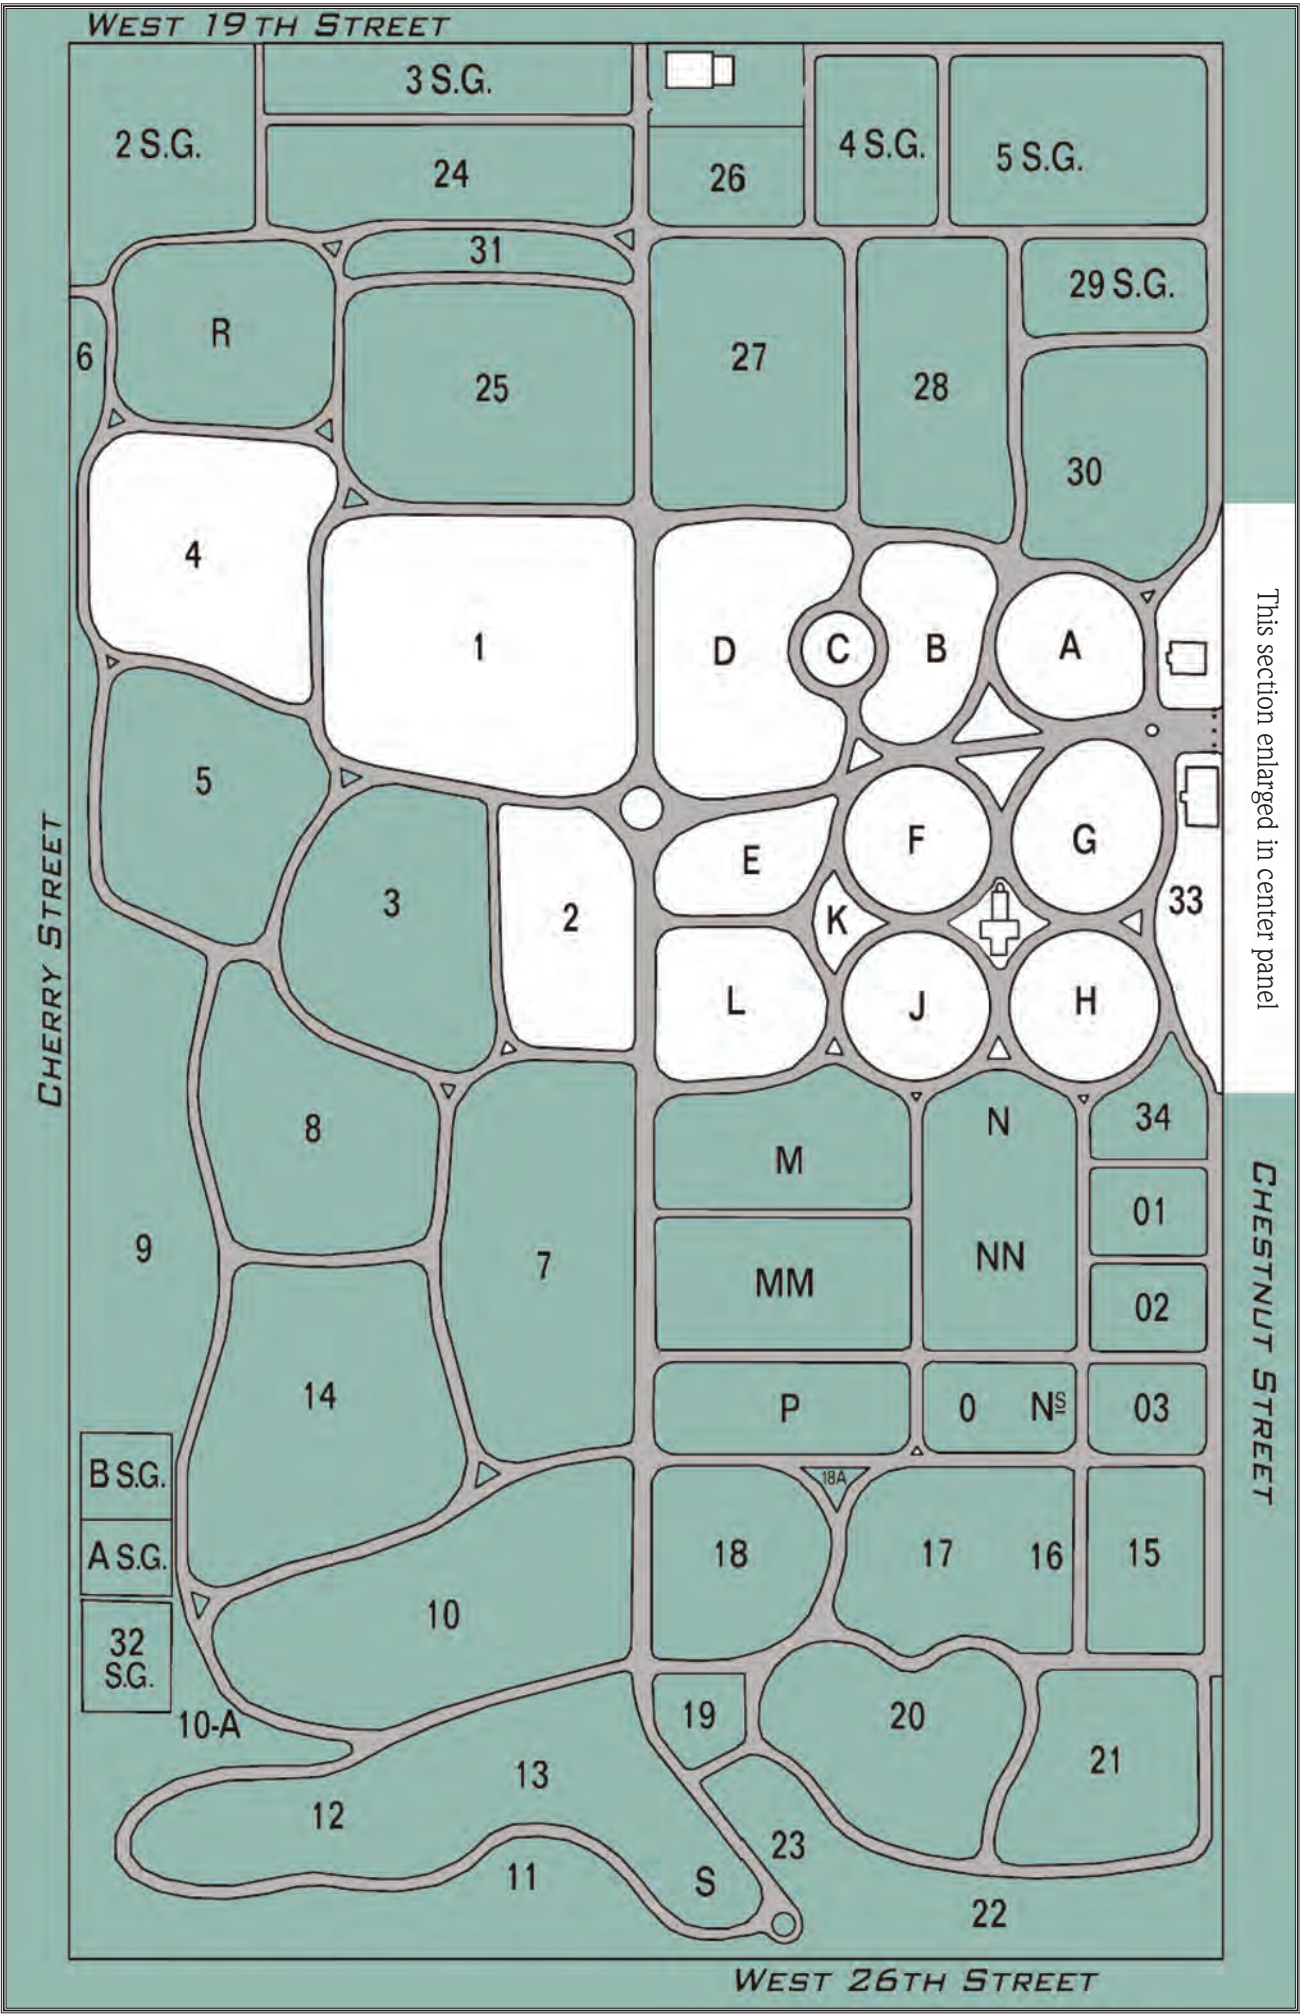 WEST 19TH STREET
3 S.G.
2 S.G.
4 S.G.
5 S.G.
24
26
31
29 S.G.
R
6
27
25
28
30
4
1
D
C
B
A
This section enlarged in center panel
5
F
G
E
3
2
K
33
CHERRY STREET
L
J
H
8
N
34
M
01
9
7
NN
MM
02
CHESTNUT STREET
14
P
0
NS
03
B S.G.
18A
A S.G.
18
17
16
15
10
32
S.G.
10-A
19
20
21
13
12
23
11
S
22
WEST 26TH STREET